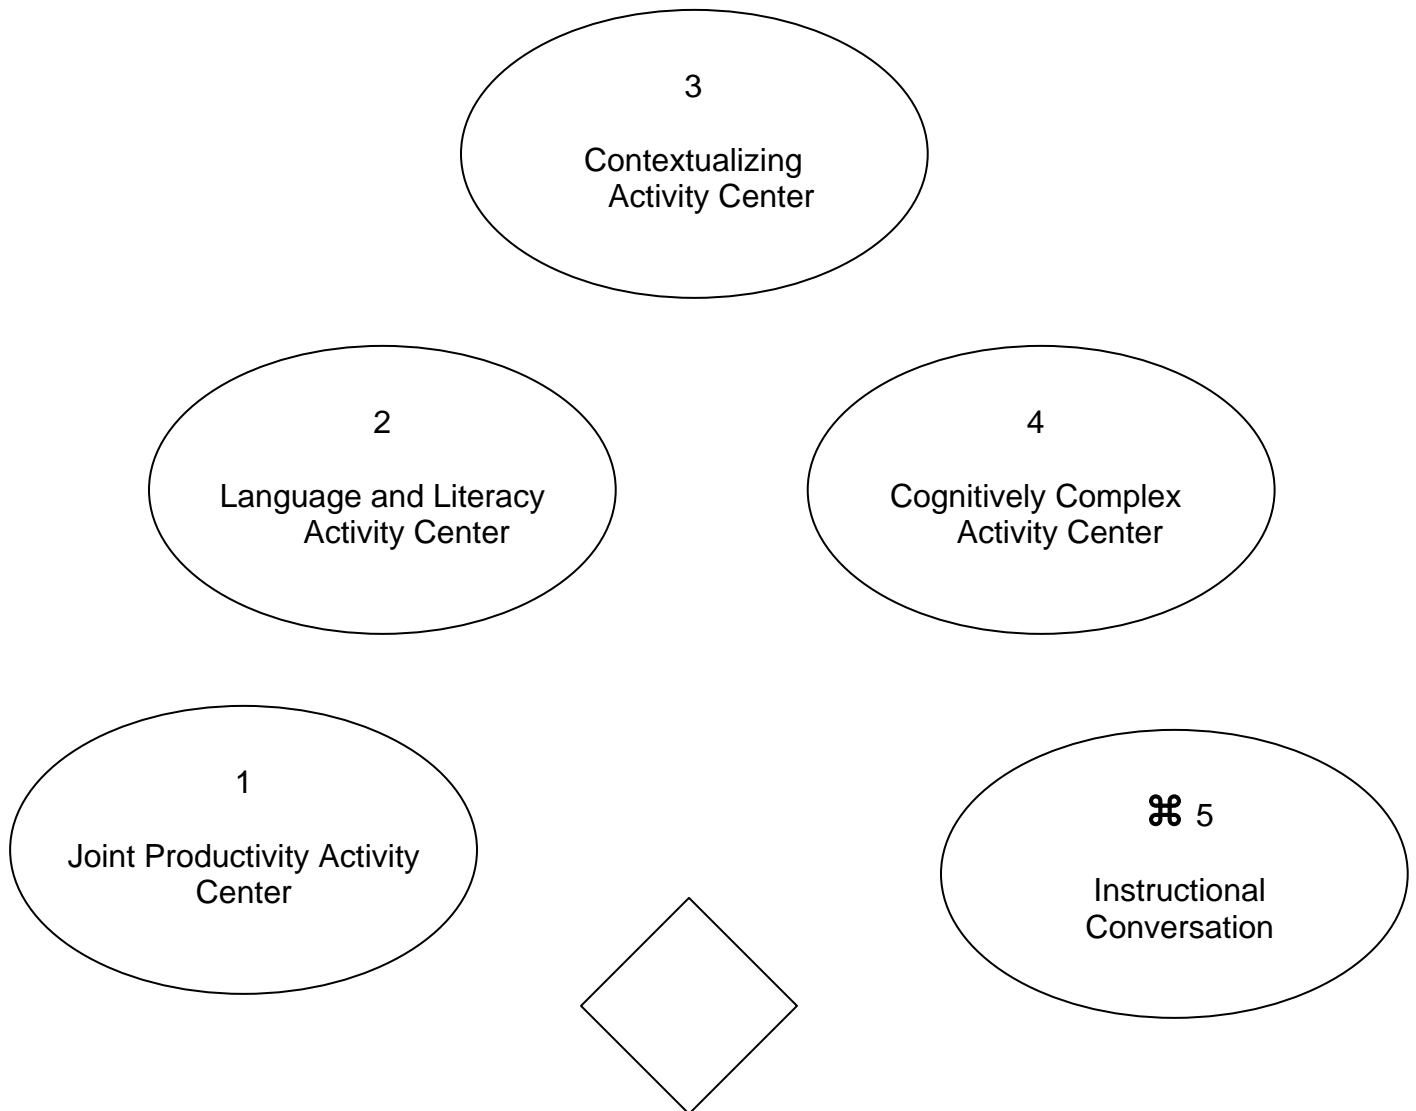 3
Contextualizing
Activity Center
2
Language and Literacy
Activity Center
4
Cognitively Complex
Activity Center
1
Joint Productivity Activity
Center
⌘ 5
Instructional
Conversation